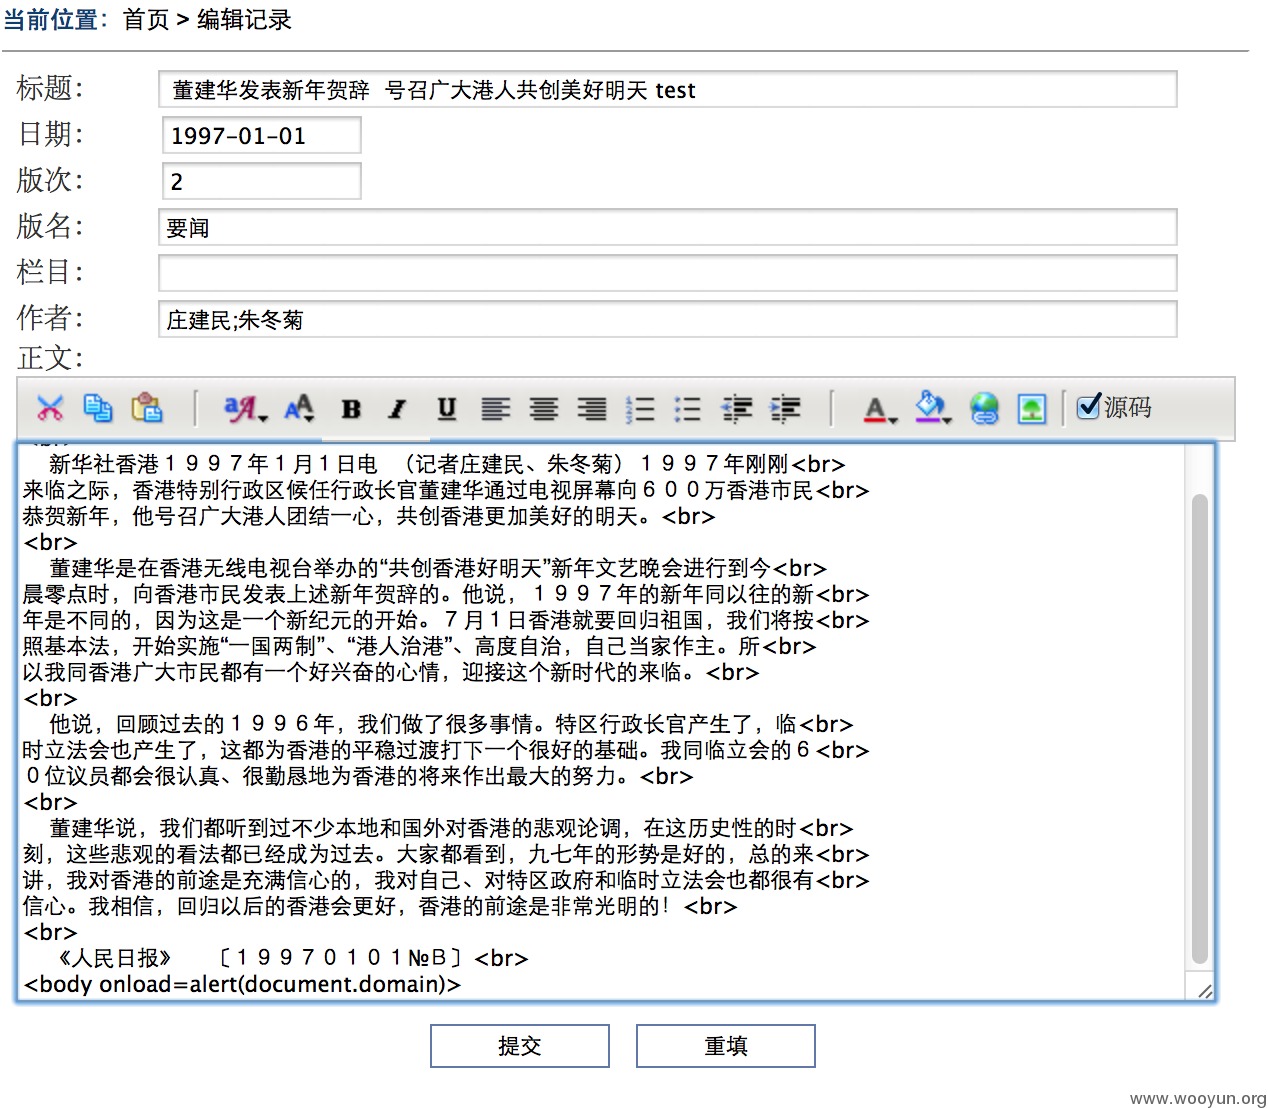 当前位置：首页 > 编辑记录
标题：董建华发表新年贺辞 号召广大港人共创美好明天 test
日期：1997-01-01
版次：2
版名：要闻
栏目：
作者：庄建民;朱冬菊
正文：
B I U 源码
新华社香港１９９７年１月１日电 （记者庄建民、朱冬菊）１９９７年刚刚<br>
来临之际，香港特别行政区候任行政长官董建华通过电视屏幕向６００万香港市民<br>
恭贺新年，他号召广大港人团结一心，共创香港更加美好的明天。<br>
<br>
董建华是在香港无线电视台举办的“共创香港好明天”新年文艺晚会进行到今<br>
晨零点时，向香港市民发表上述新年贺辞的。他说，１９９７年的新年同以往的新<br>
年是不同的，因为这是一个新纪元的开始。７月１日香港就要回归祖国，我们将按<br>
照基本法，开始实施“一国两制”、“港人治港”、高度自治，自己当家作主。所<br>
以我同香港广大市民都有一个好兴奋的心情，迎接这个新时代的来临。<br>
<br>
他说，回顾过去的１９９６年，我们做了很多事情。特区行政长官产生了，临<br>
时立法会也产生了，这都为香港的平稳过渡打下一个很好的基础。我同临立会的６<br>
０位议员都会很认真、很勤恳地为香港的将来作出最大的努力。<br>
<br>
董建华说，我们都听到过不少本地和国外对香港的悲观论调，在这历史性的时<br>
刻，这些悲观的看法都已经成为过去。大家都看到，九七年的形势是好的，总的来<br>
讲，我对香港的前途是充满信心的，我对自己、对特区政府和临时立法会也都很有<br>
信心。我相信，回归以后的香港会更好，香港的前途是非常光明的！<br>
<br>
《人民日报》 〔１９９７０１０１№Ｂ〕<br>
<body onload=alert(document.domain)>
提交 重填
www.wooyun.org